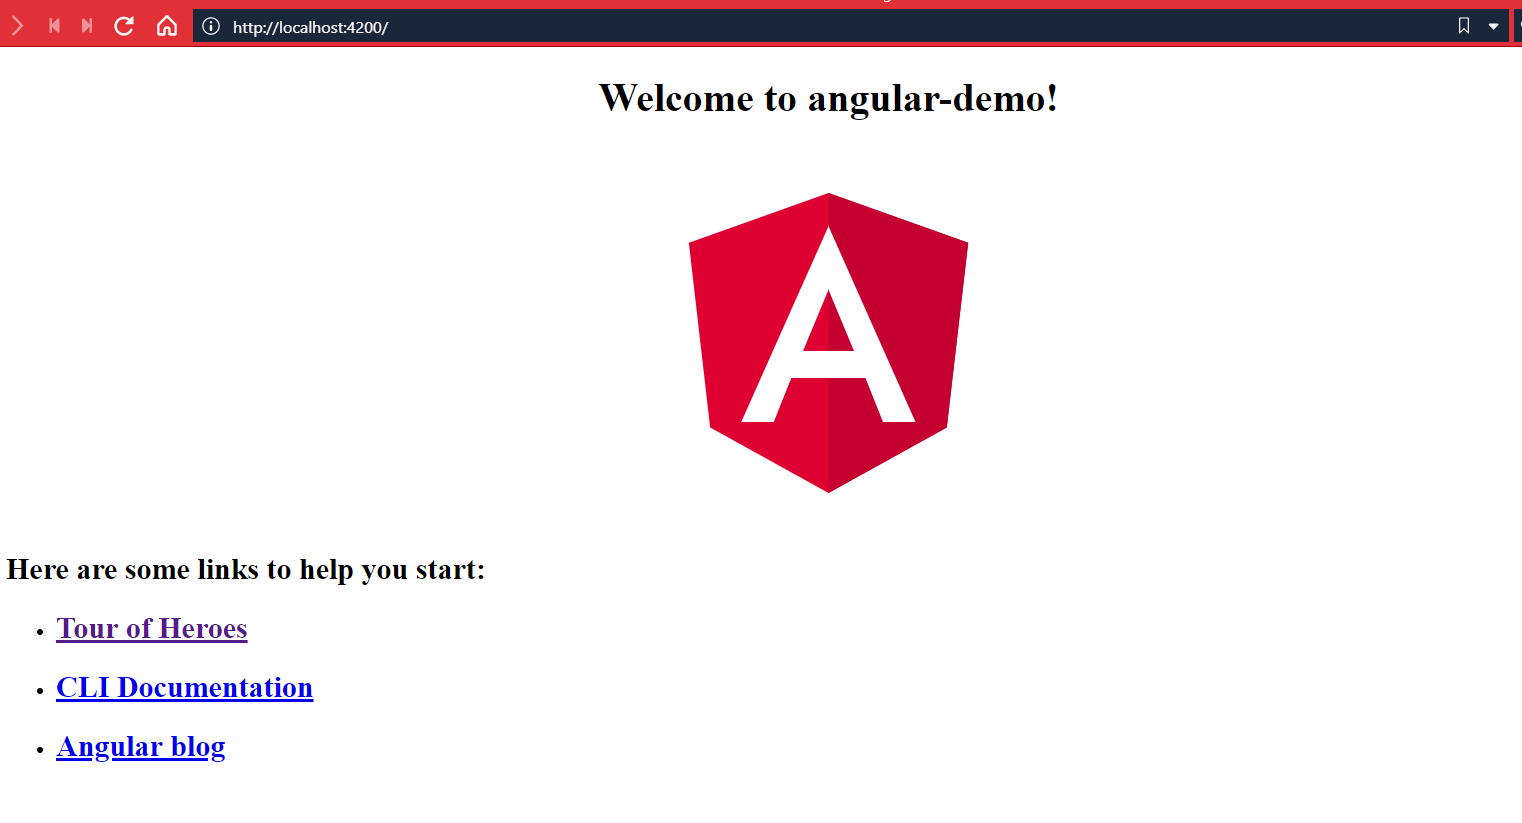 http://localhost:4200/
Welcome to angular-demo!
A
Here are some links to help you start:
Tour of Heroes
CLI Documentation
Angular blog